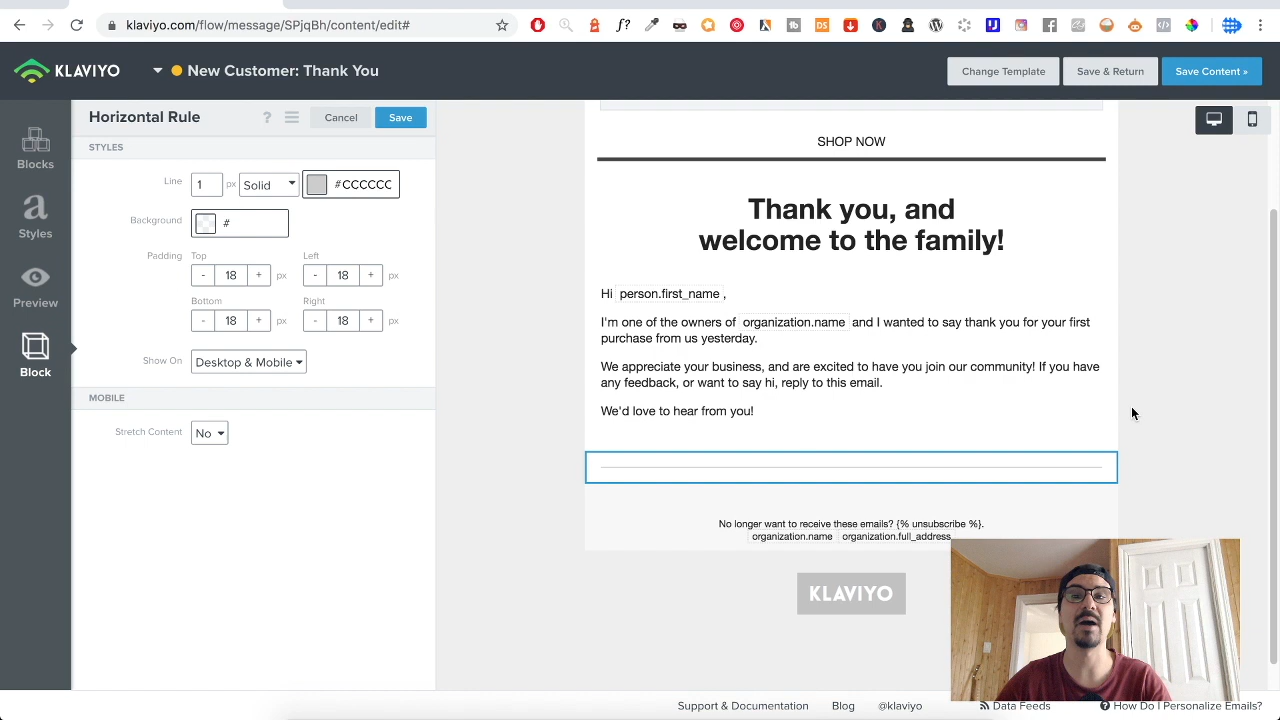 klaviyo.com/flow/message/SPjqBh/content/edit#
KLAVIYO
New Customer: Thank You
Change Template
Save & Return
Save Content »
Horizontal Rule
?
Cancel
Save
Blocks
Styles
Preview
Block
STYLES
Line
1
px
Solid
#CCCCCC
Background
#
Padding
Top
Left
- 18 + px
- 18 + px
Bottom
Right
- 18 + px
- 18 + px
Show On
Desktop & Mobile
MOBILE
Stretch Content
No
SHOP NOW
Thank you, and
welcome to the family!
Hi person.first_name ,
I'm one of the owners of organization.name and I wanted to say thank you for your first
purchase from us yesterday.
We appreciate your business, and are excited to have you join our community! If you have
any feedback, or want to say hi, reply to this email.
We'd love to hear from you!
No longer want to receive these emails? {% unsubscribe %}.
organization.name organization.full_address
KLAVIYO
Support & Documentation
Blog
@klaviyo
Data Feeds
How Do I Personalize Emails?